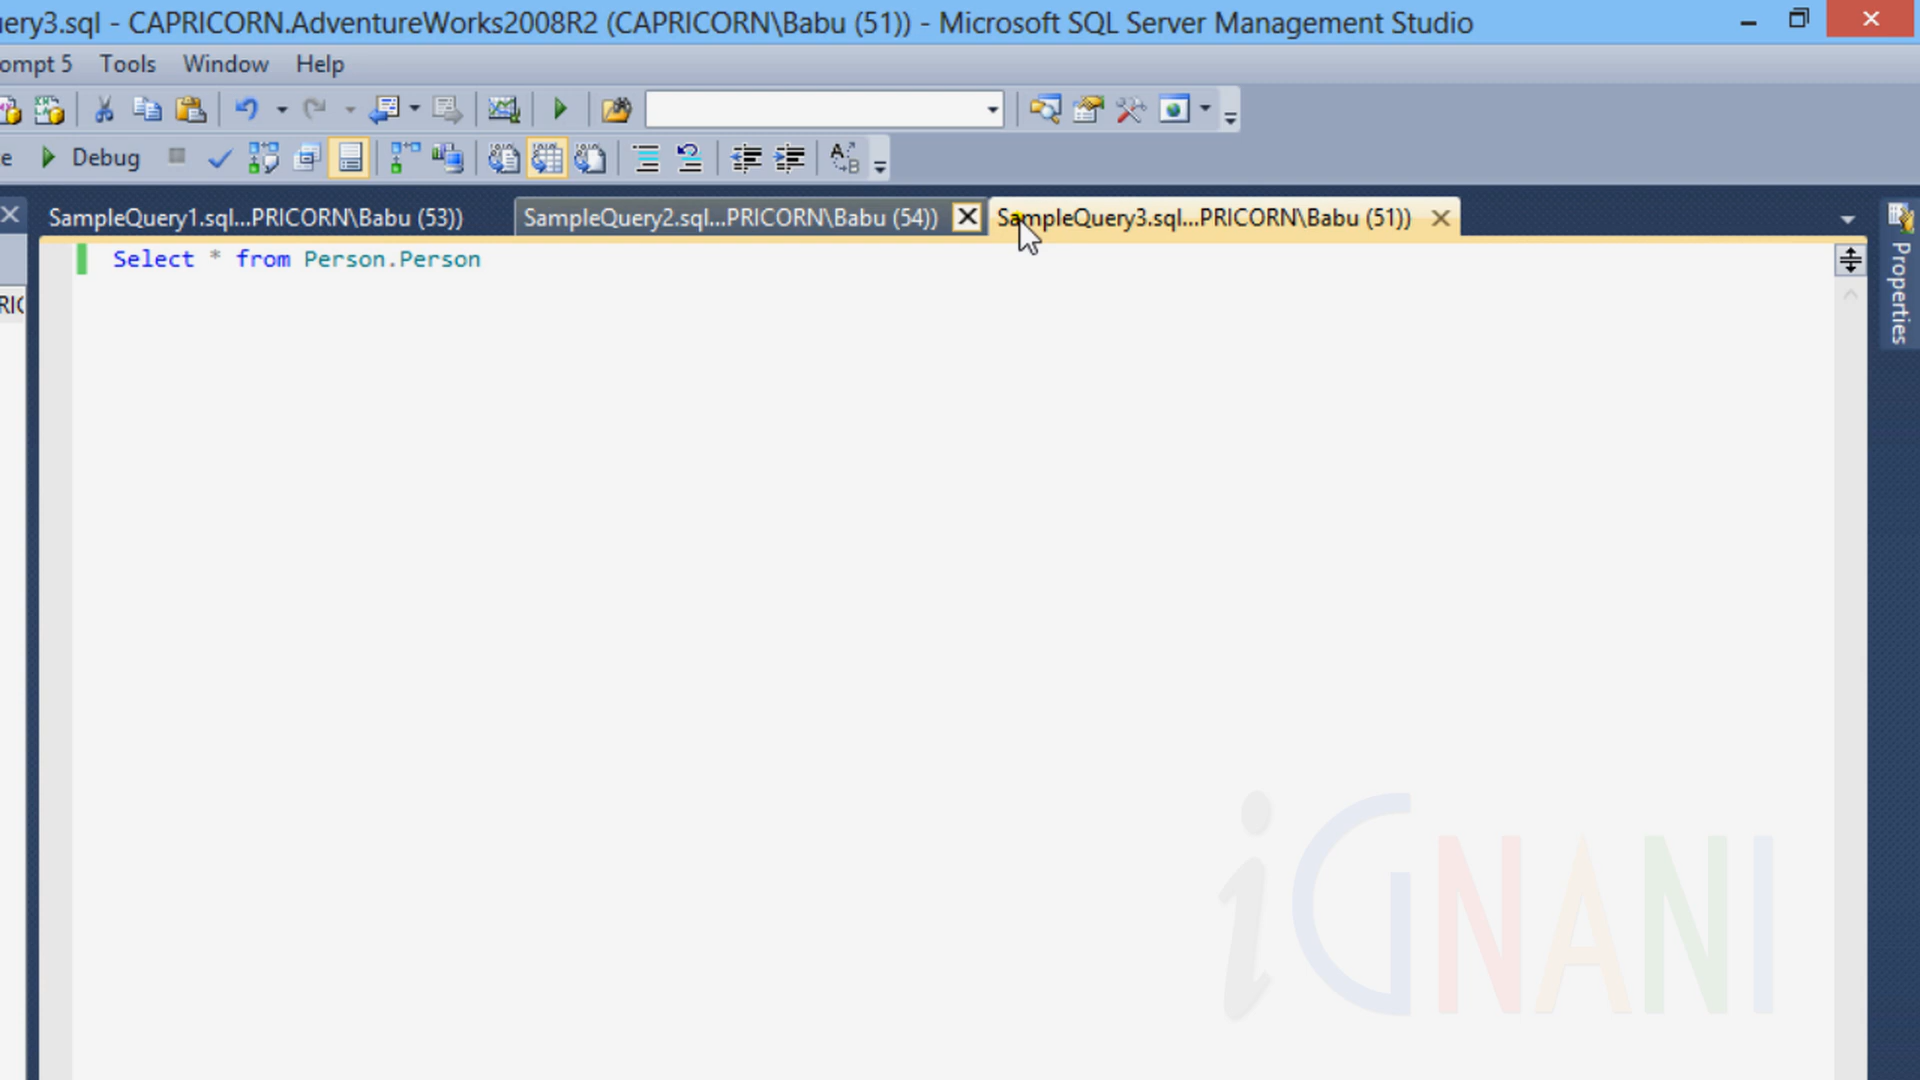 ery3.sql - CAPRICORN.AdventureWorks2008R2 (CAPRICORN\Babu (51)) - Microsoft SQL Server Management Studio
ompt 5 Tools Window Help
e Debug
SampleQuery1.sql...PRICORN\Babu (53)) SampleQuery2.sql...PRICORN\Babu (54)) SampleQuery3.sql...PRICORN\Babu (51))
Select * from Person.Person
RIC
Properties
iGNANI